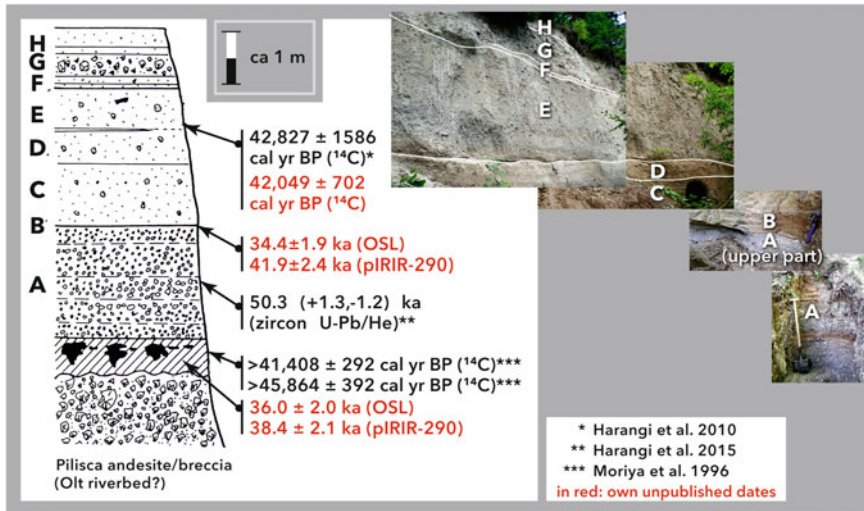 H
G
F
E
D
C
B
A
ca 1 m
42,827 ± 1586
cal yr BP (¹⁴C)*
42,049 ± 702
cal yr BP (¹⁴C)
34.4±1.9 ka (OSL)
41.9±2.4 ka (pIRIR-290)
50.3 (+1.3,-1.2) ka
(zircon U-Pb/He)**
>41,408 ± 292 cal yr BP (¹⁴C)***
>45,864 ± 392 cal yr BP (¹⁴C)***
36.0 ± 2.0 ka (OSL)
38.4 ± 2.1 ka (pIRIR-290)
Pilisca andesite/breccia
(Olt riverbed?)
H
G
F
E
D
C
B
A
(upper part)
A
* Harangi et al. 2010
** Harangi et al. 2015
*** Moriya et al. 1996
in red: own unpublished dates